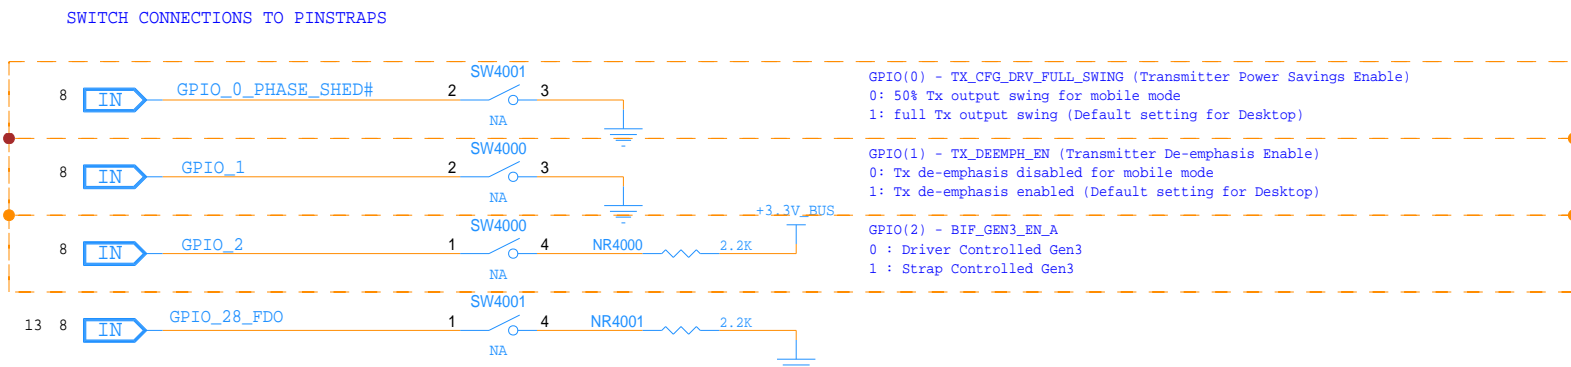 SWITCH CONNECTIONS TO PINSTRAPS
8 IN GPIO_0_PHASE_SHED# 2 SW4001 3
NA
GPIO(0) - TX_CFG_DRV_FULL_SWING (Transmitter Power Savings Enable)
0: 50% Tx output swing for mobile mode
1: full Tx output swing (Default setting for Desktop)
8 IN GPIO_1 2 SW4000 3
NA
GPIO(1) - TX_DEEMPH_EN (Transmitter De-emphasis Enable)
0: Tx de-emphasis disabled for mobile mode
1: Tx de-emphasis enabled (Default setting for Desktop)
+3.3V_BUS
8 IN GPIO_2 1 SW4000 4 NR4000 2.2K
NA
GPIO(2) - BIF_GEN3_EN_A
0 : Driver Controlled Gen3
1 : Strap Controlled Gen3
13 8 IN GPIO_28_FDO 1 SW4001 4 NR4001 2.2K
NA